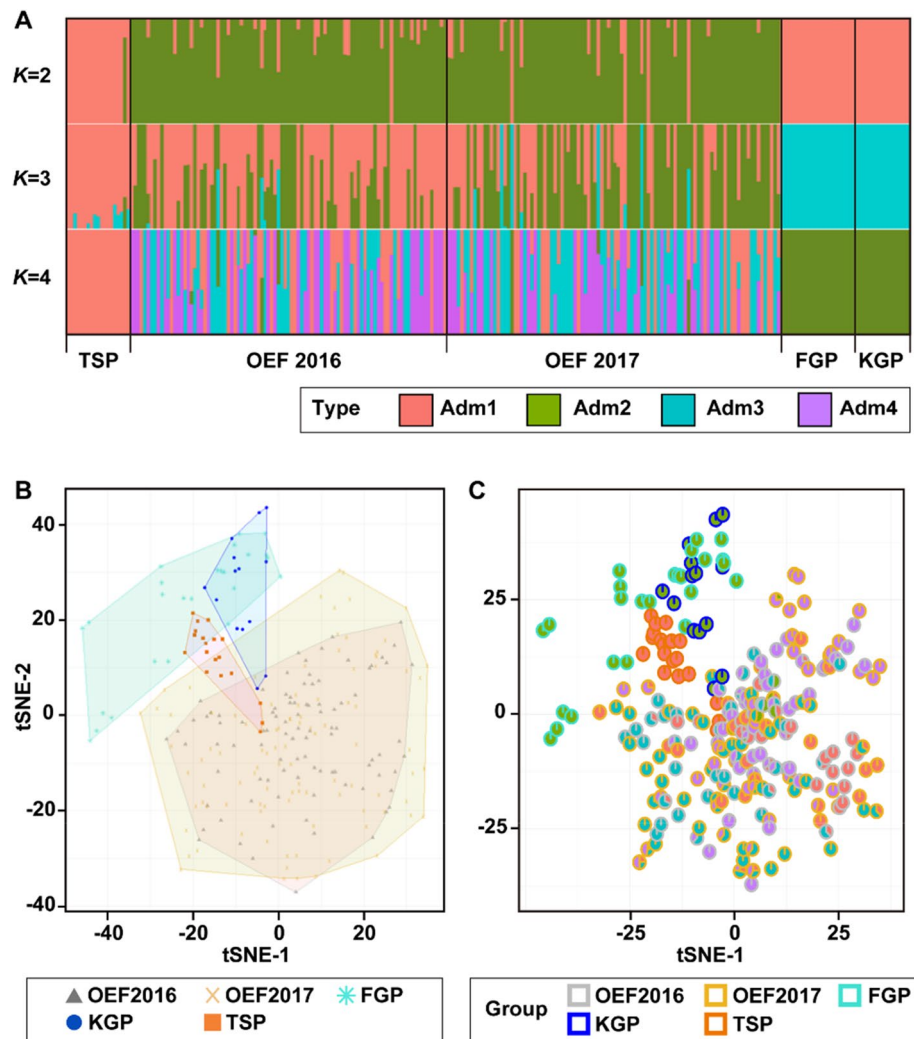 A
K=2
K=3
K=4
TSP OEF 2016 OEF 2017 FGP KGP
Type Adm1 Adm2 Adm3 Adm4
B
40
20
0
-20
-40
tSNE-2
-40 -20 0 20
tSNE-1
OEF2016 OEF2017 FGP
KGP TSP
C
25
0
-25
-25 0 25
tSNE-1
Group OEF2016 OEF2017 FGP
KGP TSP